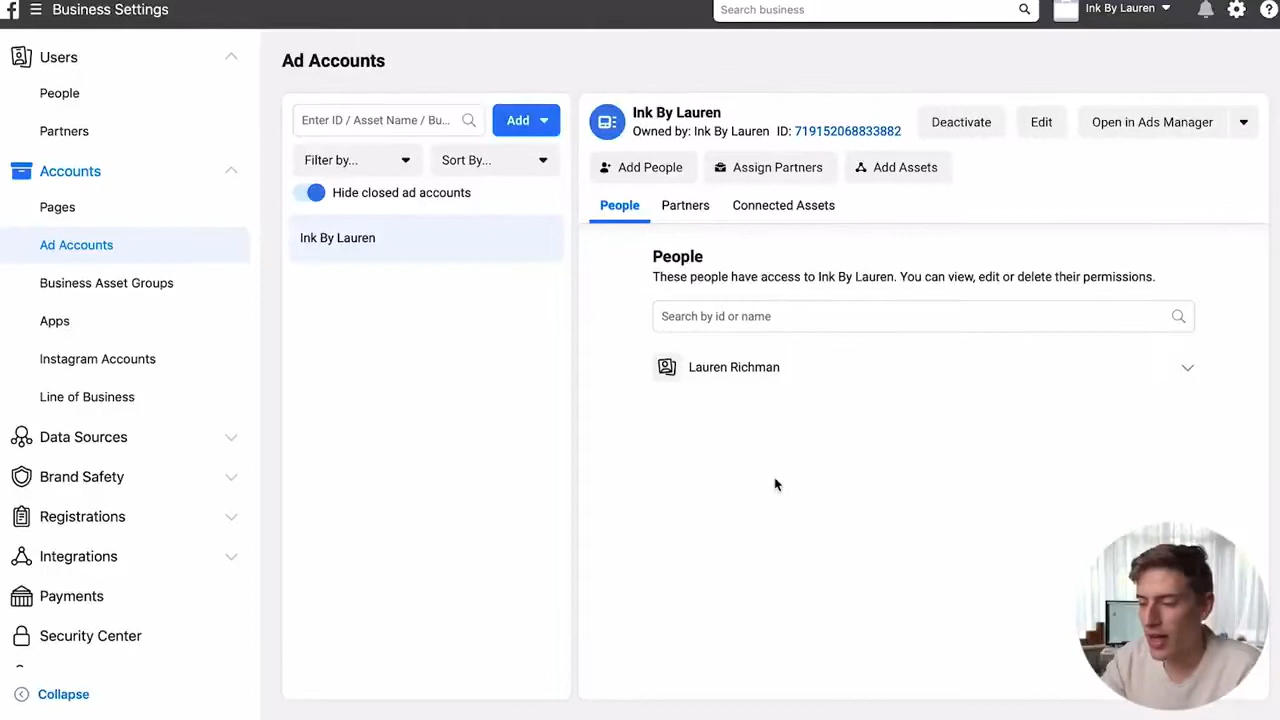 Business Settings
Search business
Ink By Lauren
Users
People
Partners
Accounts
Pages
Ad Accounts
Business Asset Groups
Apps
Instagram Accounts
Line of Business
Data Sources
Brand Safety
Registrations
Integrations
Payments
Security Center
Collapse
Ad Accounts
Enter ID / Asset Name / Bu...
Add
Filter by...
Sort By...
Hide closed ad accounts
Ink By Lauren
Ink By Lauren
Owned by: Ink By Lauren ID: 719152068833882
Deactivate
Edit
Open in Ads Manager
Add People
Assign Partners
Add Assets
People
Partners
Connected Assets
People
These people have access to Ink By Lauren. You can view, edit or delete their permissions.
Search by id or name
Lauren Richman